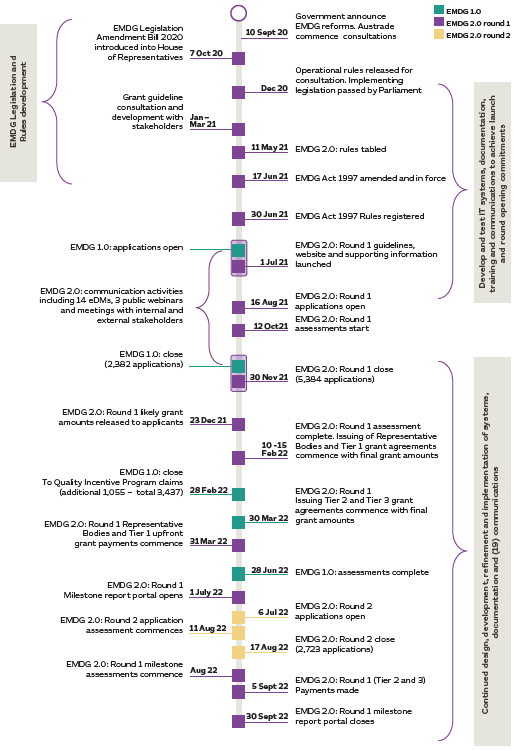 EMDG 1.0
EMDG 2.0 round 1
EMDG 2.0 round 2
EMDG Legislation and
Rules development
Government announce
EMDG reforms. Austrade
commence consultations
10 Sept 20
EMDG Legislation
Amendment Bill 2020
introduced into House
of Representatives
7 Oct 20
Operational rules released for
consultation. Implementing
legislation passed by Parliament
Dec 20
Grant guideline
consultation and
development with
stakeholders
Jan –
Mar 21
11 May 21
EMDG 2.0: rules tabled
17 Jun 21
EMDG Act 1997 amended and in force
30 Jun 21
EMDG Act 1997 Rules registered
Develop and test IT systems, documentation,
training and communications to achieve launch
and round opening commitments
EMDG 1.0: applications open
EMDG 2.0: Round 1 guidelines,
website and supporting information
launched
1 Jul 21
EMDG 2.0: communication activities
including 14 eDMs, 3 public webinars
and meetings with internal and
external stakeholders
16 Aug 21
EMDG 2.0: Round 1
applications open
12 Oct21
EMDG 2.0: Round 1
assessments start
EMDG 1.0: close
(2,382 applications)
30 Nov 21
EMDG 2.0: Round 1 close
(5,384 applications)
EMDG 2.0: Round 1 likely grant
amounts released to applicants
23 Dec 21
10 -15
Feb 22
EMDG 2.0: Round 1 assessment
complete. Issuing of Representative
Bodies and Tier 1 grant agreements
commence with final grant amounts
EMDG 1.0: close
To Quality Incentive Program claims
(additional 1,055 – total 3,437)
28 Feb 22
EMDG 2.0: Round 1
Issuing Tier 2 and Tier 3 grant
agreements commence with final
grant amounts
30 Mar 22
EMDG 2.0: Round 1 Representative
Bodies and Tier 1 upfront
grant payments commence
31 Mar 22
28 Jun 22
EMDG 1.0: assessments complete
EMDG 2.0: Round 1
Milestone report portal opens
1 July 22
6 Jul 22
EMDG 2.0: Round 2
applications open
EMDG 2.0: Round 2 application
assessment commences
11 Aug 22
17 Aug 22
EMDG 2.0: Round 2 close
(2,723 applications)
EMDG 2.0: Round 1 milestone
assessments commence
Aug 22
5 Sept 22
EMDG 2.0: Round 1 (Tier 2 and 3)
Payments made
30 Sept 22
EMDG 2.0: Round 1 milestone
report portal closes
Continued design, development, refinement and implementation of systems,
documentation and (19) communications